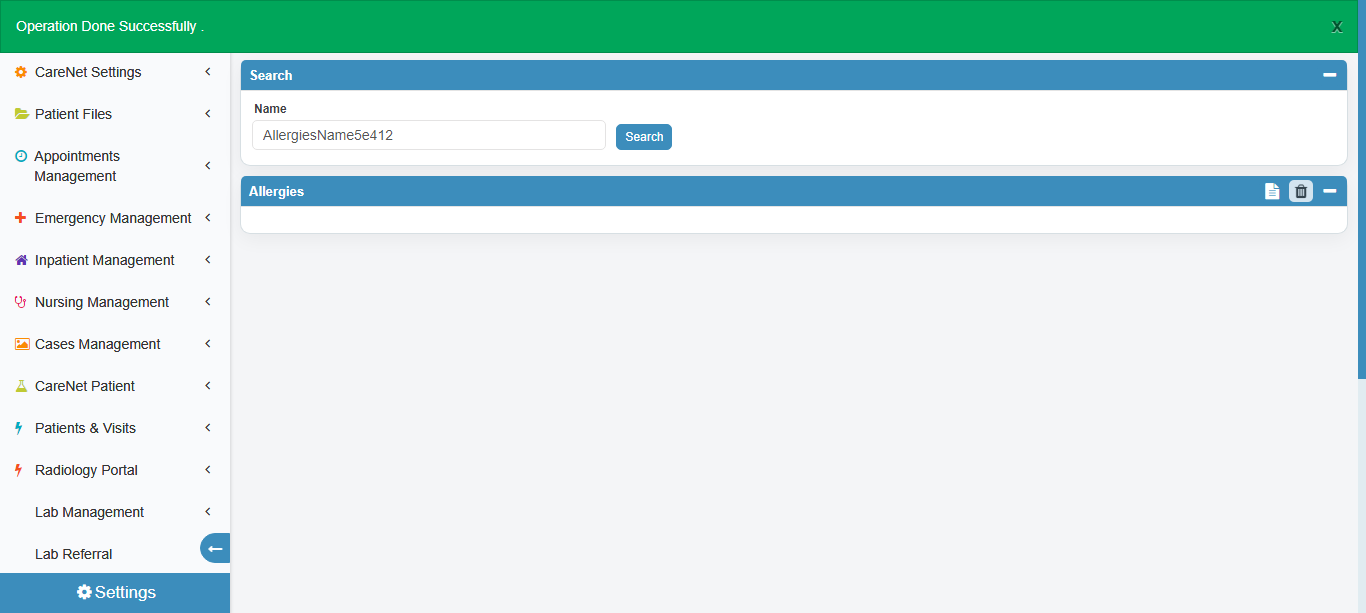 Operation Done Successfully .
X
CareNet Settings
Patient Files
Appointments
Management
Emergency Management
Inpatient Management
Nursing Management
Cases Management
CareNet Patient
Patients & Visits
Radiology Portal
Lab Management
Lab Referral
Settings
Search
Name
AllergiesName5e412
Search
Allergies